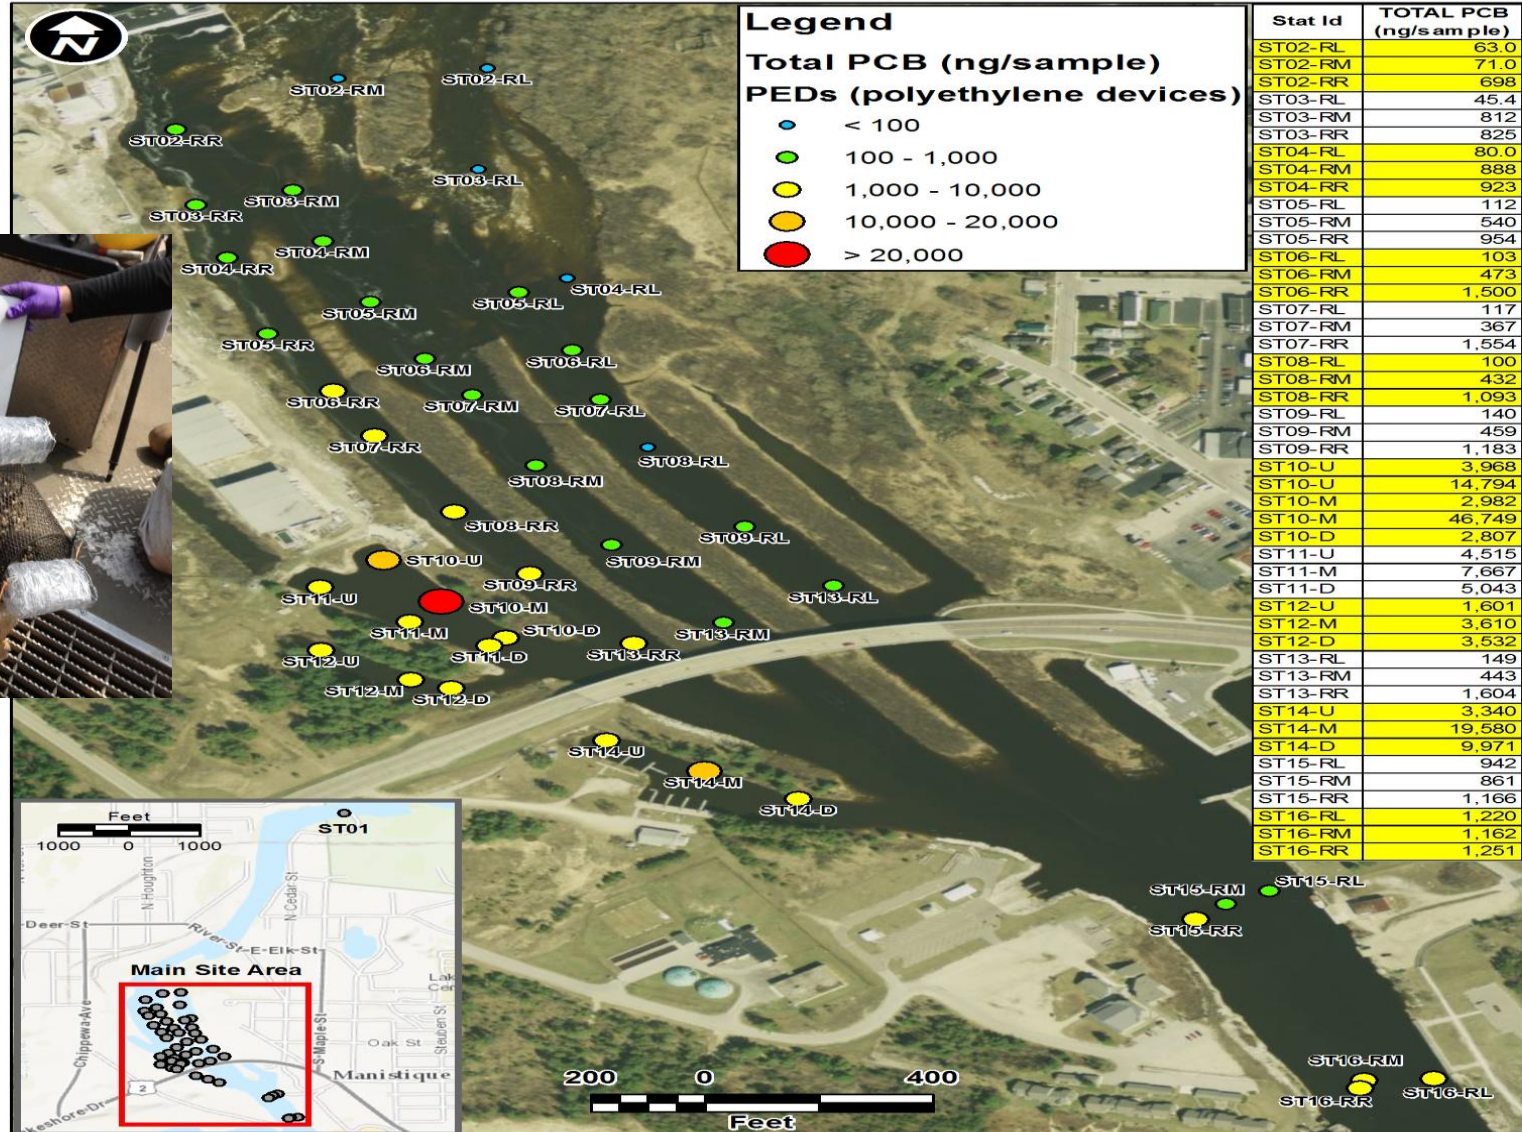 N
Legend
Total PCB (ng/sample)
PEDs (polyethylene devices)
< 100
100 - 1,000
1,000 - 10,000
10,000 - 20,000
> 20,000
Stat Id TOTAL PCB (ng/sample)
ST02-RL 63.0
ST02-RM 71.0
ST02-RR 698
ST03-RL 45.4
ST03-RM 812
ST03-RR 825
ST04-RL 80.0
ST04-RM 888
ST04-RR 923
ST05-RL 112
ST05-RM 540
ST05-RR 954
ST06-RL 103
ST06-RM 473
ST06-RR 1,500
ST07-RL 117
ST07-RM 367
ST07-RR 1,554
ST08-RL 100
ST08-RM 432
ST08-RR 1,093
ST09-RL 140
ST09-RM 459
ST09-RR 1,183
ST10-U 3,968
ST10-U 14,794
ST10-M 2,982
ST10-M 46,749
ST10-D 2,807
ST11-U 4,515
ST11-M 7,667
ST11-D 5,043
ST12-U 1,601
ST12-M 3,610
ST12-D 3,532
ST13-RL 149
ST13-RM 443
ST13-RR 1,604
ST14-U 3,340
ST14-M 19,580
ST14-D 9,971
ST15-RL 942
ST15-RM 861
ST15-RR 1,166
ST16-RL 1,220
ST16-RM 1,162
ST16-RR 1,251
ST02-RM
ST02-RL
ST02-RR
ST03-RL
ST03-RM
ST03-RR
ST04-RM
ST04-RR
ST04-RL
ST05-RL
ST05-RM
ST05-RR
ST06-RL
ST06-RM
ST06-RR
ST07-RM
ST07-RL
ST07-RR
ST08-RL
ST08-RM
ST08-RR
ST09-RL
ST09-RM
ST10-U
ST09-RR
ST11-U
ST10-M
ST13-RL
ST11-M
ST10-D
ST13-RM
ST11-D
ST13-RR
ST12-U
ST12-M
ST12-D
ST14-U
ST14-M
ST14-D
ST15-RM
ST15-RL
ST15-RR
ST16-RM
ST16-RL
ST16-RR
Feet
1000 0 1000
ST01
N Houghton
N Cedar St
Deer-St
River-St-E-Elk-St
Main Site Area
Chippewa-Ave
S-Maple-St
Oak St
Steuben St
Manistique
2
200 0 400
Feet